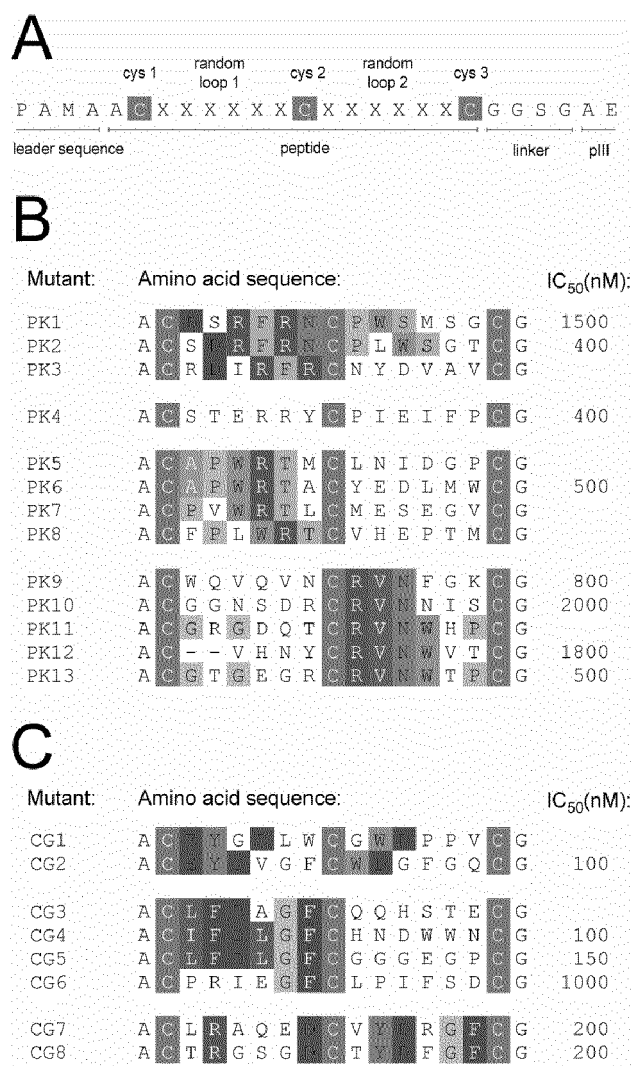 A
cys 1 random loop 1 cys 2 random loop 2 cys 3
P A M A A C X X X X X X C X X X X X X C G G S G A E
leader sequence peptide linker pIII
B
Mutant: Amino acid sequence: IC50(nM):
PK1 A C S R F R N C P W S M S G C G 1500
PK2 A C S R F R N C P L W S G T C G 400
PK3 A C R I R F R C N Y D V A V C G
PK4 A C S T E R R Y C P I E I F P C G 400
PK5 A C A P W R T M C L N I D G P C G
PK6 A C A P W R T A C Y E D L M W C G 500
PK7 A C P V W R T L C M E S E G V C G
PK8 A C F P L W R T C V H E P T M C G
PK9 A C W Q V Q V N C R V N F G K C G 800
PK10 A C G G N S D R C R V N N I S C G 2000
PK11 A C G R G D Q T C R V N W H P C G
PK12 A C - - V H N Y C R V N W V T C G 1800
PK13 A C G T G E G R C R V N W T P C G 500
C
Mutant: Amino acid sequence: IC50(nM):
CG1 A C Y G L W C G W P P V C G
CG2 A C Y V G F C W G F G Q C G 100
CG3 A C L F A G F C Q Q H S T E C G
CG4 A C I F L G F C H N D W W N C G 100
CG5 A C L F L G F C G G G E G P C G 150
CG6 A C P R I E G F C L P I F S D C G 1000
CG7 A C L R A Q E C V Y R G F C G 200
CG8 A C T R G S G C T Y F G F C G 200